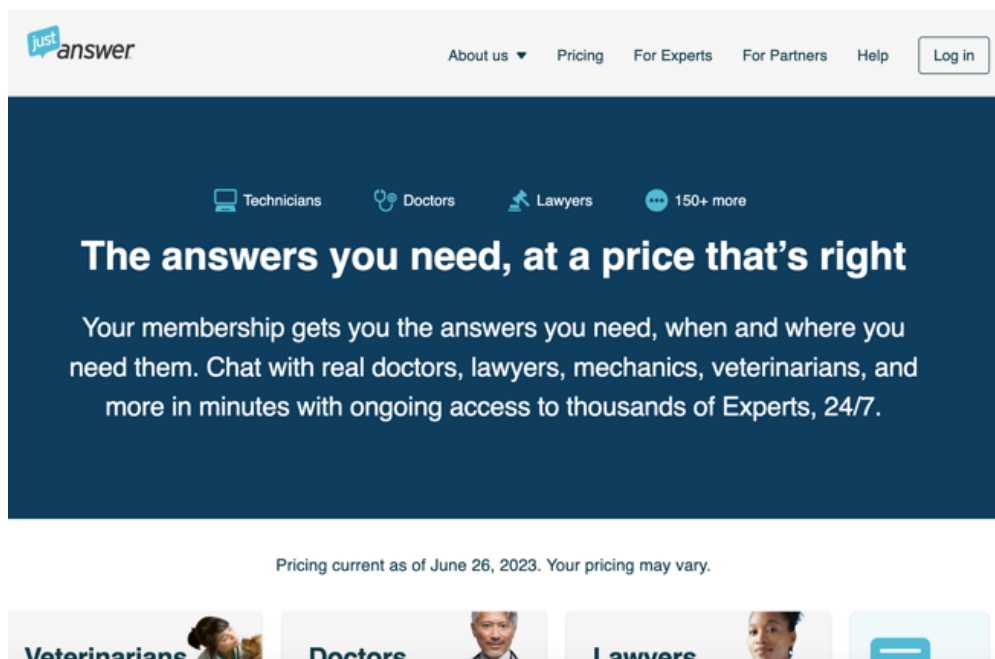 just
answer
About us
Pricing
For Experts
For Partners
Help
Log in
Technicians
Doctors
Lawyers
150+ more
The answers you need, at a price that’s right
Your membership gets you the answers you need, when and where you
need them. Chat with real doctors, lawyers, mechanics, veterinarians, and
more in minutes with ongoing access to thousands of Experts, 24/7.
Pricing current as of June 26, 2023. Your pricing may vary.
Veterinarians
Doctors
Lawyers